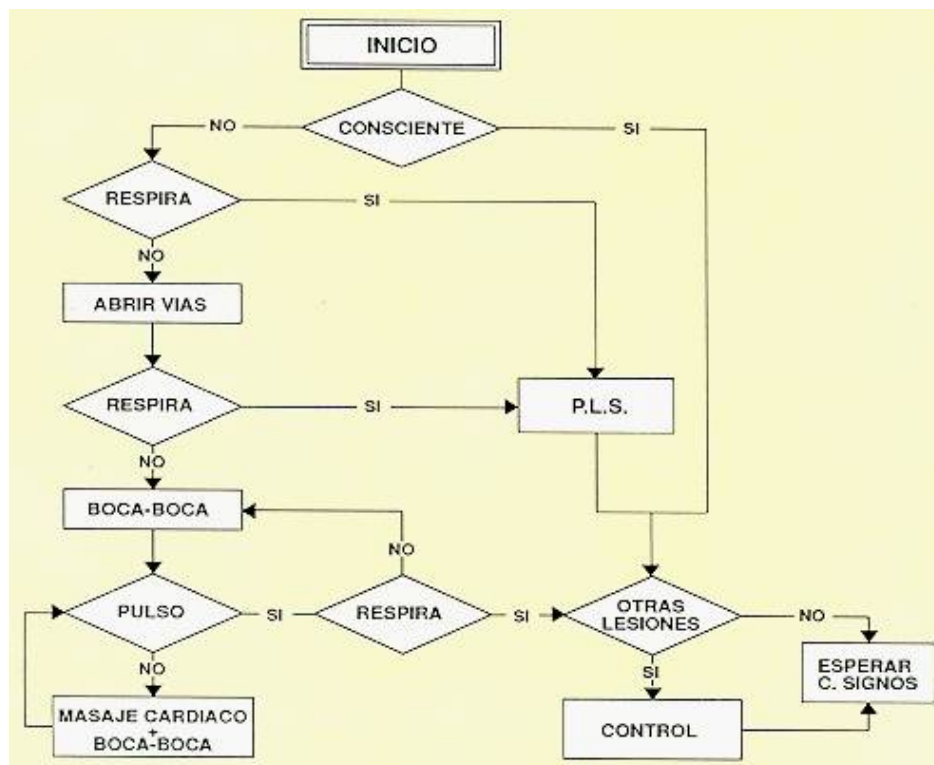 INICIO
CONSCIENTE
NO
SI
RESPIRA
SI
NO
ABRIR VIAS
RESPIRA
SI
P.L.S.
NO
BOCA-BOCA
NO
PULSO
SI
RESPIRA
SI
OTRAS
LESIONES
NO
NO
SI
ESPERAR
C. SIGNOS
MASAJE CARDIACO
+
BOCA-BOCA
CONTROL